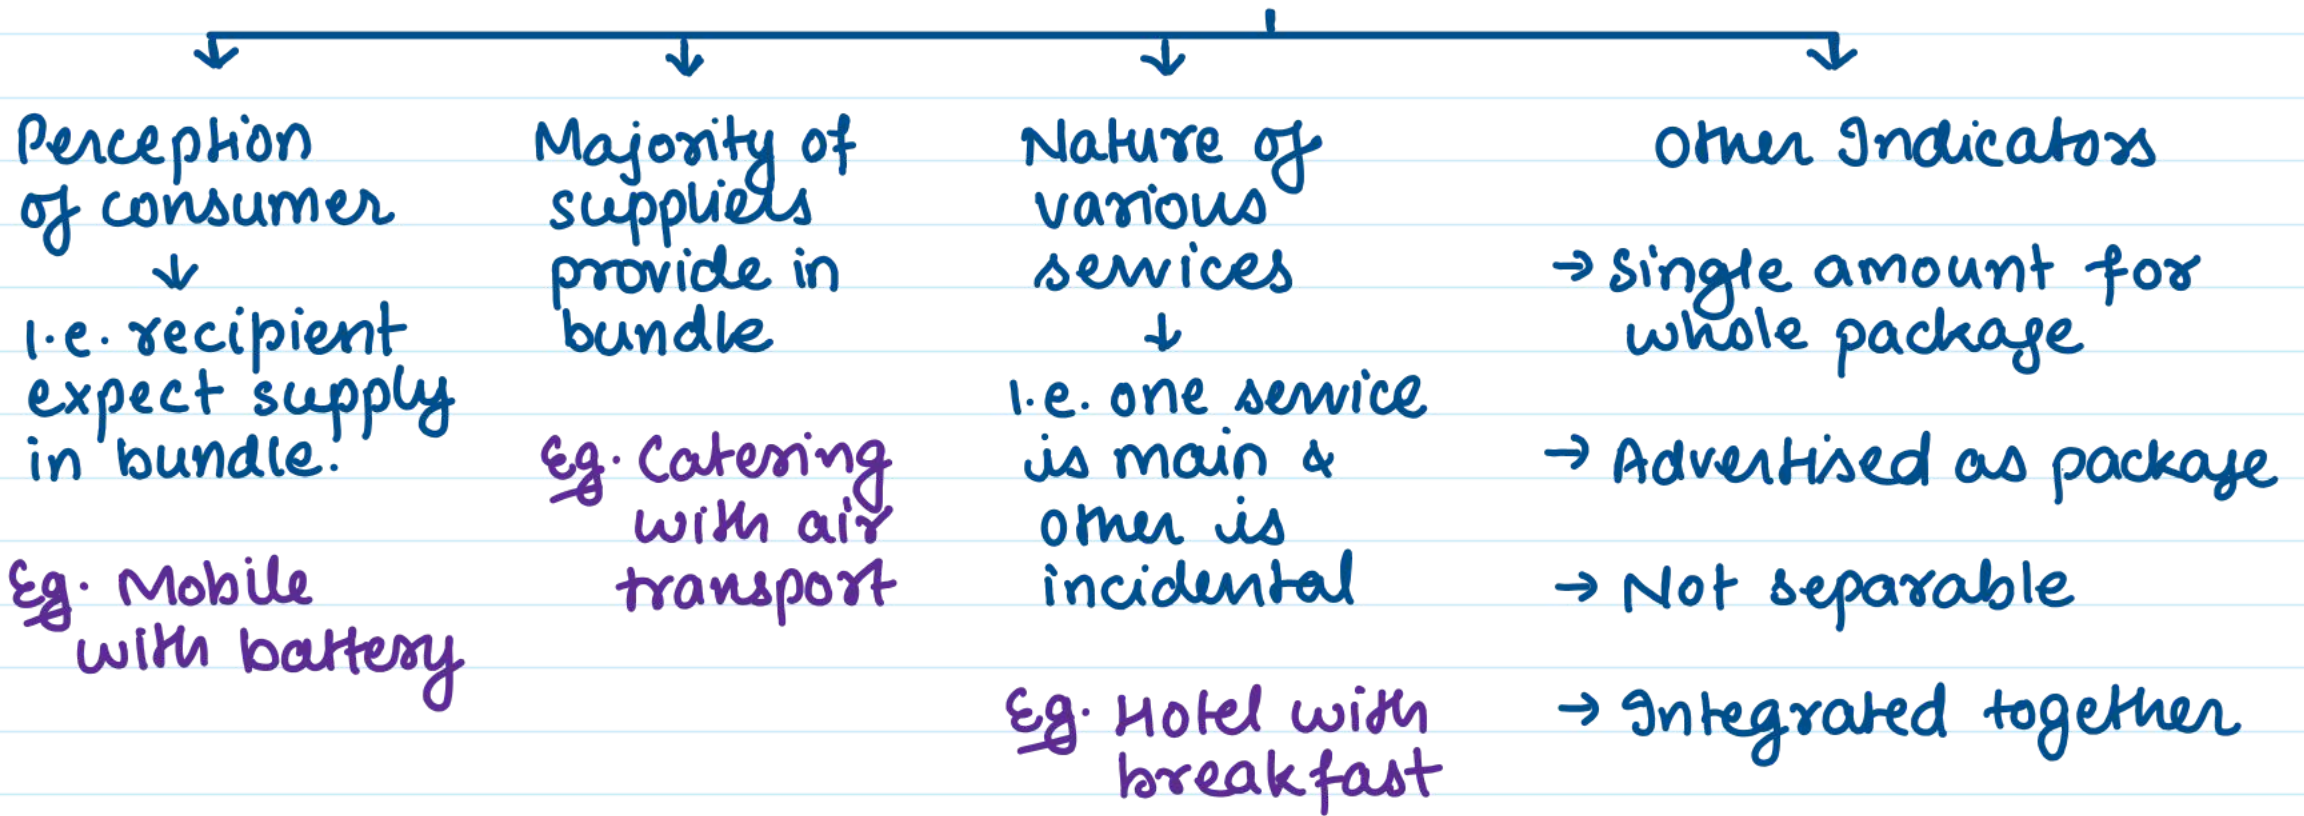 Perception
of consumer
↓
i.e. recipient
expect supply
in bundle.
Eg. Mobile
with battery
Majority of
suppliers
provide in
bundle
Eg. Catering
with air
transport
Nature of
various
services
↓
i.e. one service
is main &
other is
incidental
Eg. Hotel with
breakfast
Other Indicators
→ Single amount for
whole package
→ Advertised as package
→ Not separable
→ Integrated together